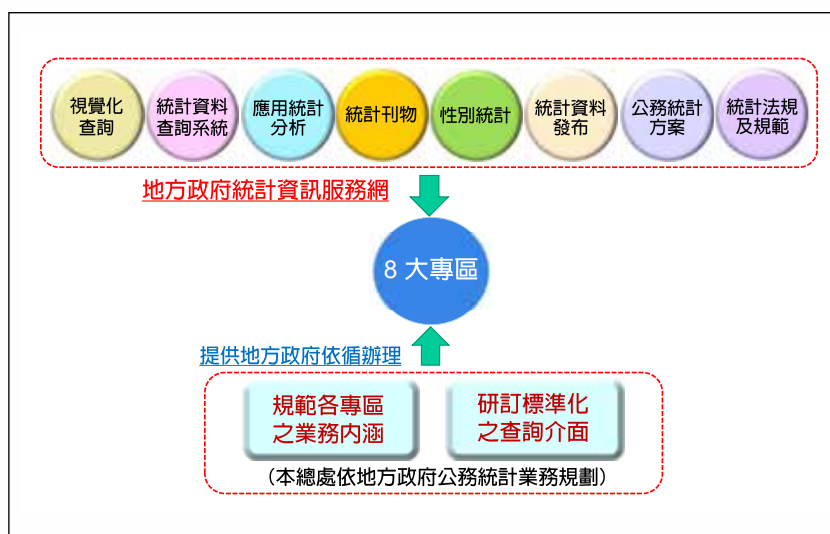 視覺化
查詢
統計資料
查詢系統
應用統計
分析
統計刊物
性別統計
統計資料
發布
公務統計
方案
統計法規
及規範
地方政府統計資訊服務網
8 大專區
提供地方政府依循辦理
規範各專區
之業務內涵
研訂標準化
之查詢介面
(本總處依地方政府公務統計業務規劃)